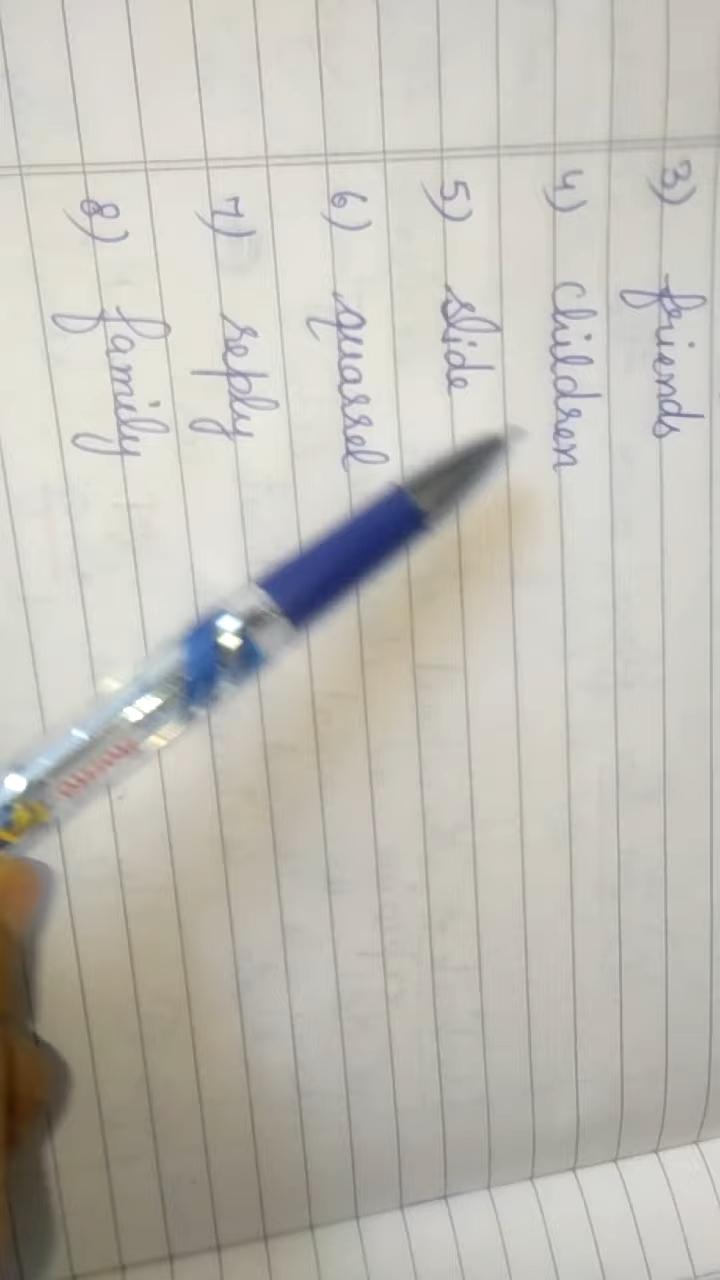 3) friends
4) children
5) slide
6) quarrel
7) reply
8) family